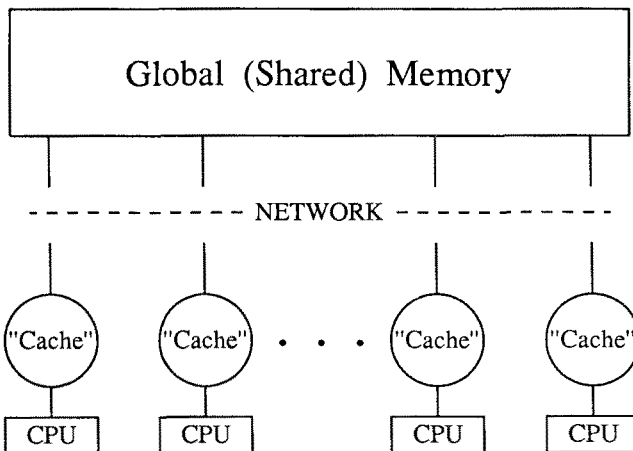 Global (Shared) Memory
NETWORK
"Cache" "Cache" . . . "Cache" "Cache"
CPU CPU CPU CPU